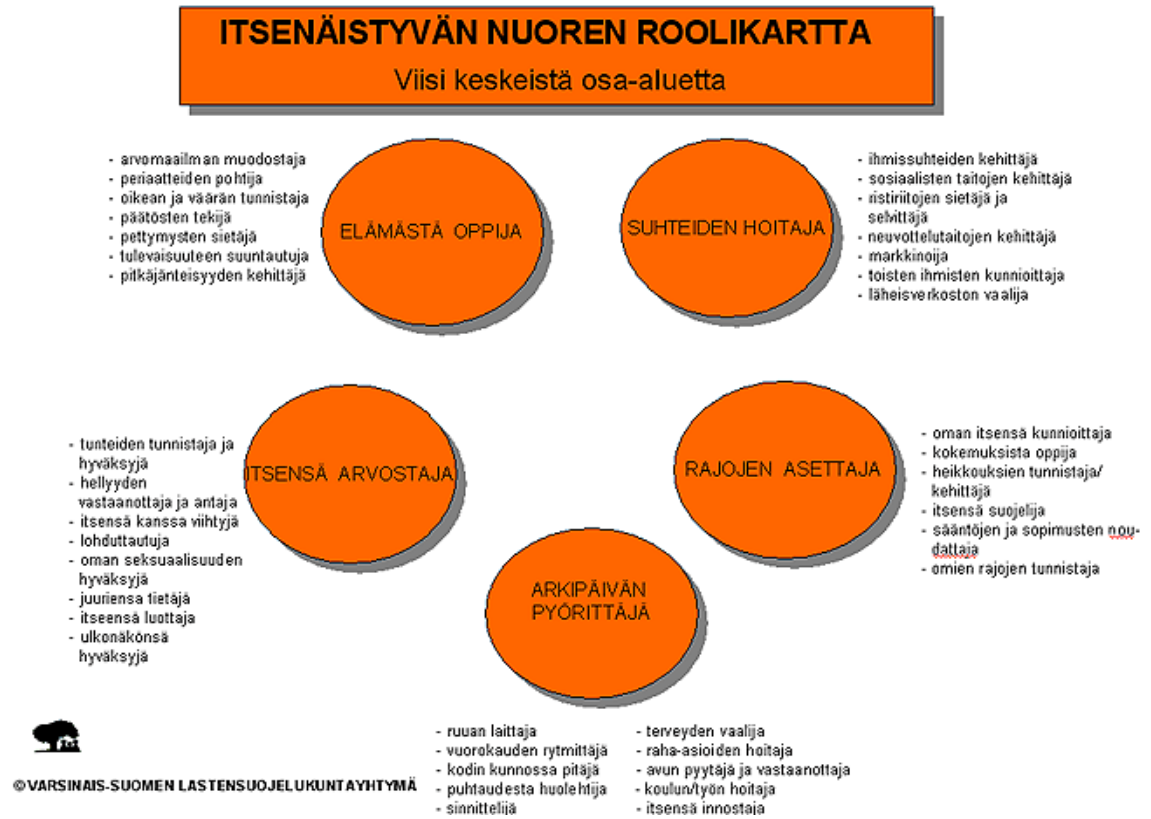 ITSENÄISTYVÄN NUOREN ROOLIKARTTA
Viisi keskeistä osa-aluetta
ELÄMÄSTÄ OPPIJA
- arvomaailman muodostaja
- periaatteiden pohtija
- oikean ja väärän tunnistaja
- päätösten tekijä
- pettymysten sietäjä
- tulevaisuuteen suuntautuja
- pitkäjänteisyyden kehittäjä
SUHTEIDEN HOITAJA
- ihmissuhteiden kehittäjä
- sosiaalisten taitojen kehittäjä
- ristiriitojen sietäjä ja
selvittäjä
- neuvottelutaitojen kehittäjä
- markkinoija
- toisten ihmisten kunnioittaja
- läheisverkoston vaalija
ITSENSÄ ARVOSTAJA
- tunteiden tunnistaja ja
hyväksyjä
- hellyyden
vastaanottaja ja antaja
- itsensä kanssa viihtyjä
- lohduttautuja
- oman seksuaalisuuden
hyväksyjä
- juuriensa tietäjä
- itseensä luottaja
- ulkonäkönsä
hyväksyjä
RAJOJEN ASETTAJA
- oman itsensä kunnioittaja
- kokemuksista oppija
- heikkouksien tunnistaja/
kehittäjä
- itsensä suojelija
- sääntöjen ja sopimusten nou-
dattaja
- omien rajojen tunnistaja
ARKIPÄIVÄN
PYÖRITTÄJÄ
- ruuan laittaja
- vuorokauden rytmittäjä
- kodin kunnossa pitäjä
- puhtaudesta huolehtija
- sinnittelijä
- terveyden vaalija
- raha-asioiden hoitaja
- avun pyytäjä ja vastaanottaja
- koulun/työn hoitaja
- itsensä innostaja
©VARSINAIS-SUOMEN LASTENSUOJELUKUNTAYHTYMÄ